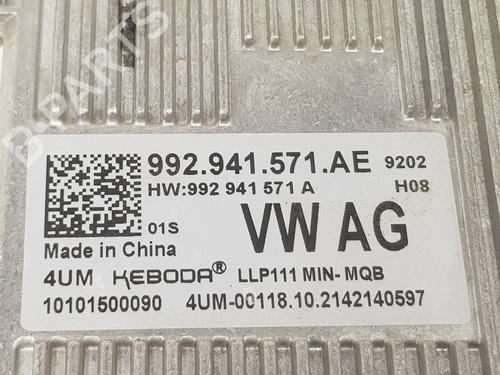 B-PARTS
992.941.571.AE 9202
HW:992 941 571 A H08
01S VW AG
Made in China
4UM KEBODA® LLP111 MIN- MQB
10101500090 4UM-00118.10.2142140597